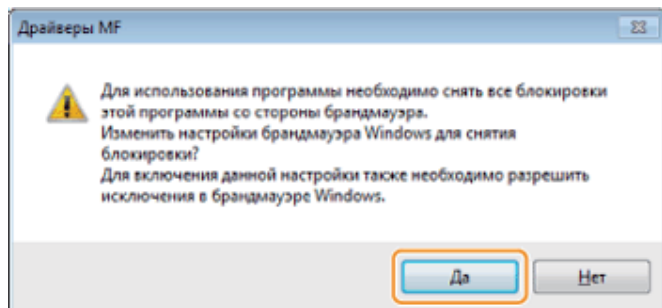 Драйверы MF
Для использования программы необходимо снять все блокировки
этой программы со стороны брандмауэра.
Изменить настройки брандмауэра Windows для снятия
блокировки?
Для включения данной настройки также необходимо разрешить
исключения в брандмауэре Windows.
Да
Нет